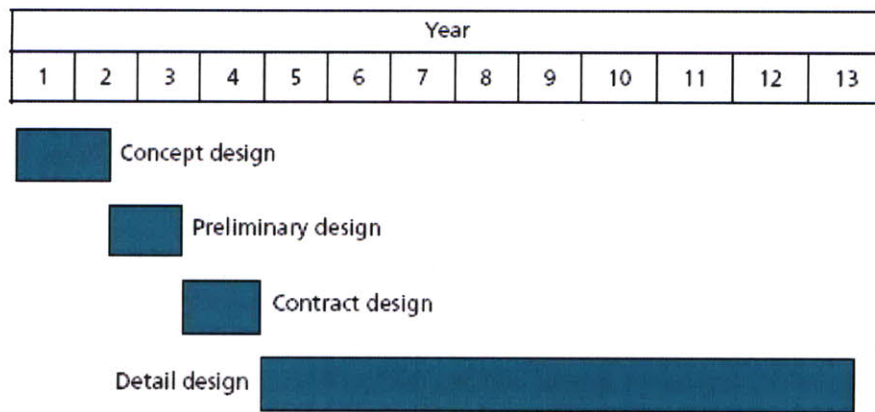 Year
1 2 3 4 5 6 7 8 9 10 11 12 13
Concept design
Preliminary design
Contract design
Detail design